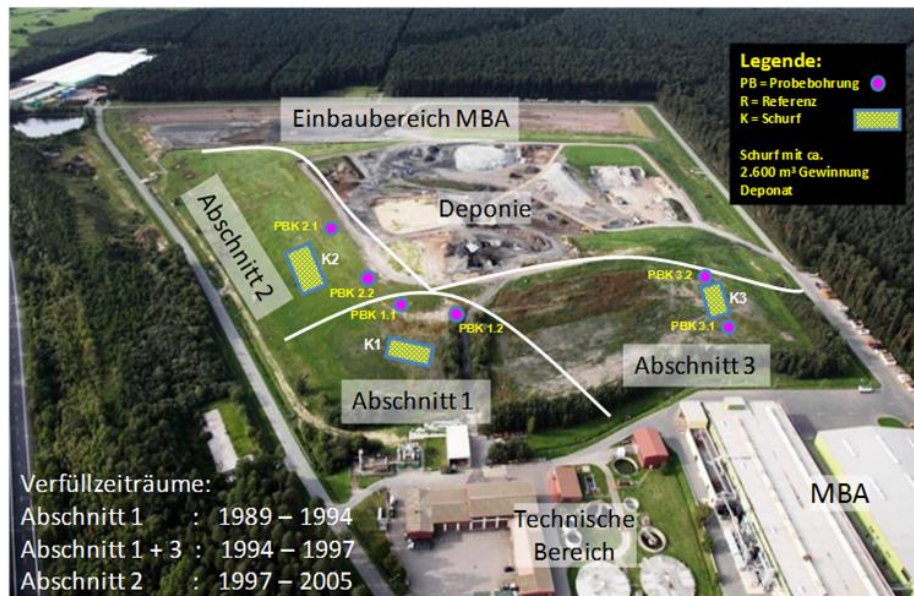 Legende:
PB = Probebohrung
R = Referenz
K = Schurf
Schurf mit ca.
2.600 m³ Gewinnung
Deponat
Einbaubereich MBA
Abschnitt 2
Deponie
PBK 2.1
K2
PBK 2.2
PBK 1.1
PBK 1.2
K1
PBK 3.2
K3
PBK 3.1
Abschnitt 3
Abschnitt 1
MBA
Technische
Bereich
Verfüllzeiträume:
Abschnitt 1 : 1989 – 1994
Abschnitt 1 + 3 : 1994 – 1997
Abschnitt 2 : 1997 – 2005